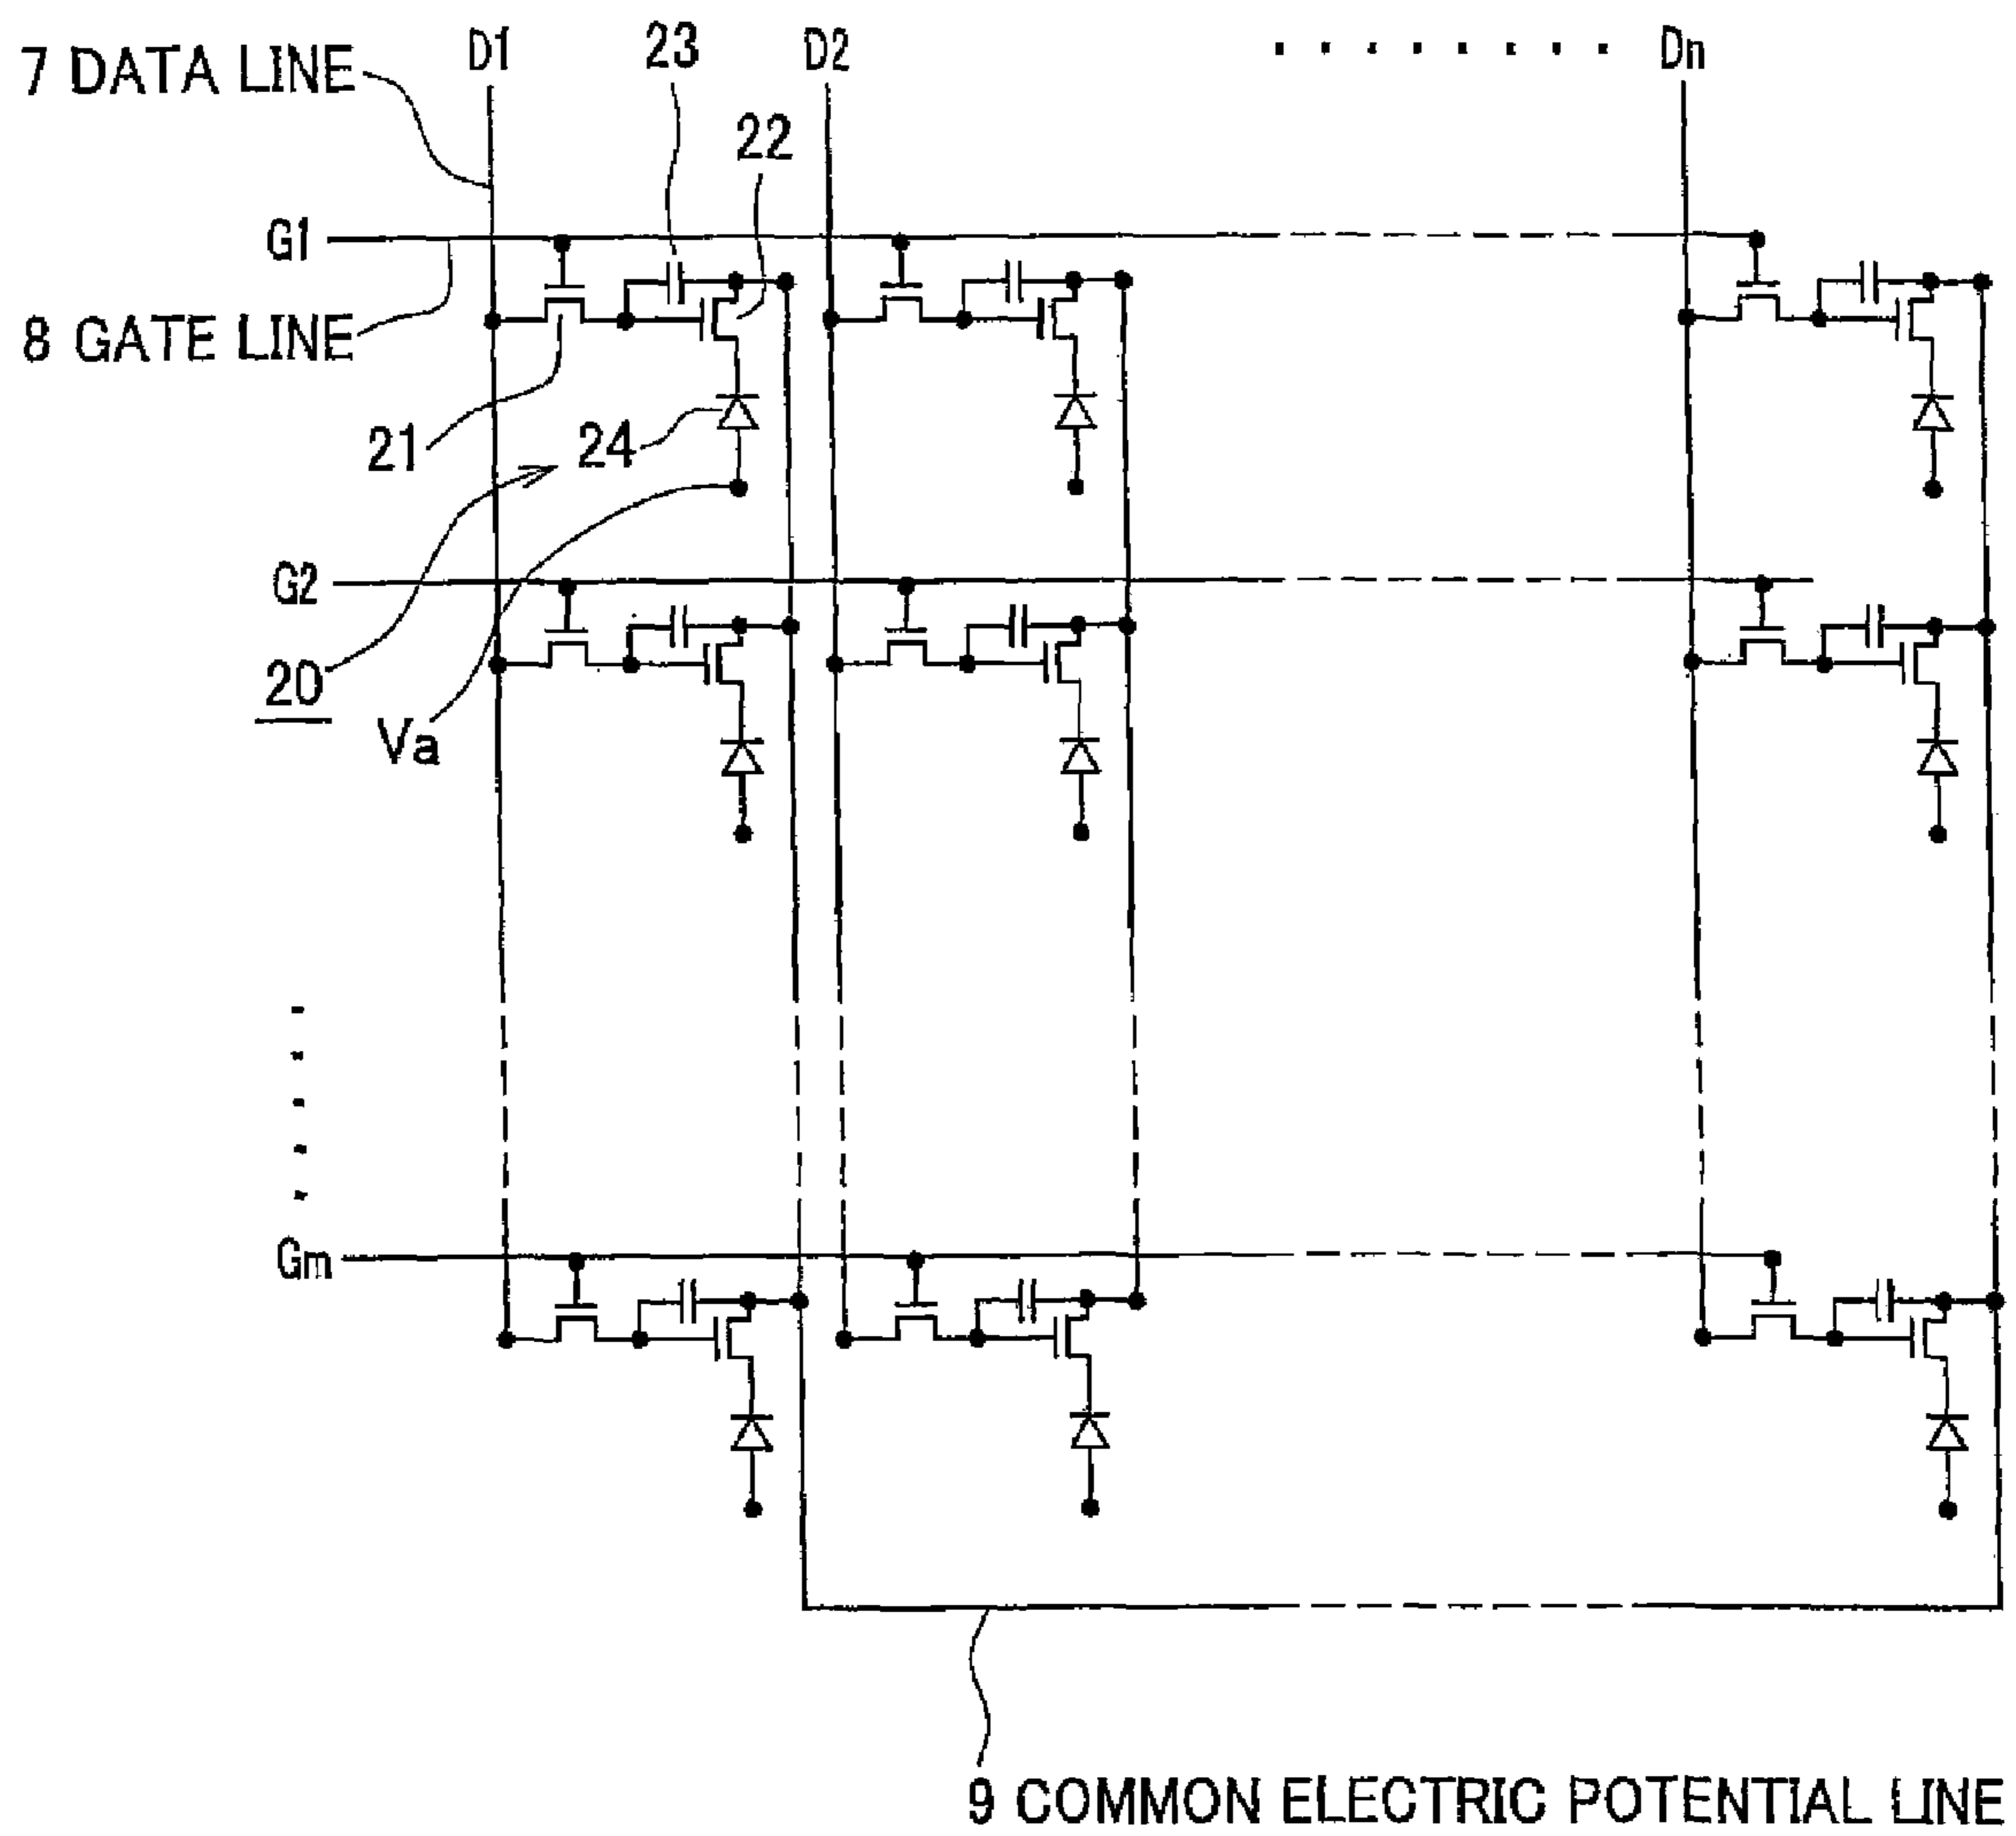 7 DATA LINE
D1
23
D2
Dn
22
G1
8 GATE LINE
21
24
G2
20
Va
Gm
9 COMMON ELECTRIC POTENTIAL LINE